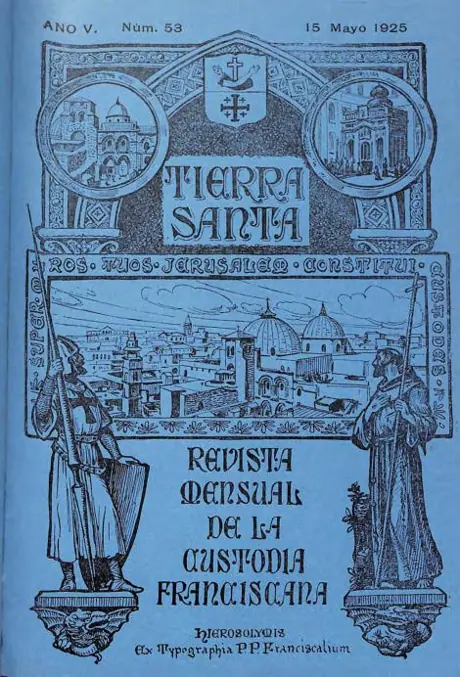 AÑO V. Núm. 53 15 Mayo 1925
TIERRA
SANTA
SUPER · MUROS · TUOS · JERUSALEM · CONSTITUI · CUSTODES
REVISTA
MENSUAL
DE LA
CUSTODIA
FRANCISCANA
HIEROSOLYMIS
Ex Typographia P.P. Franciscalium